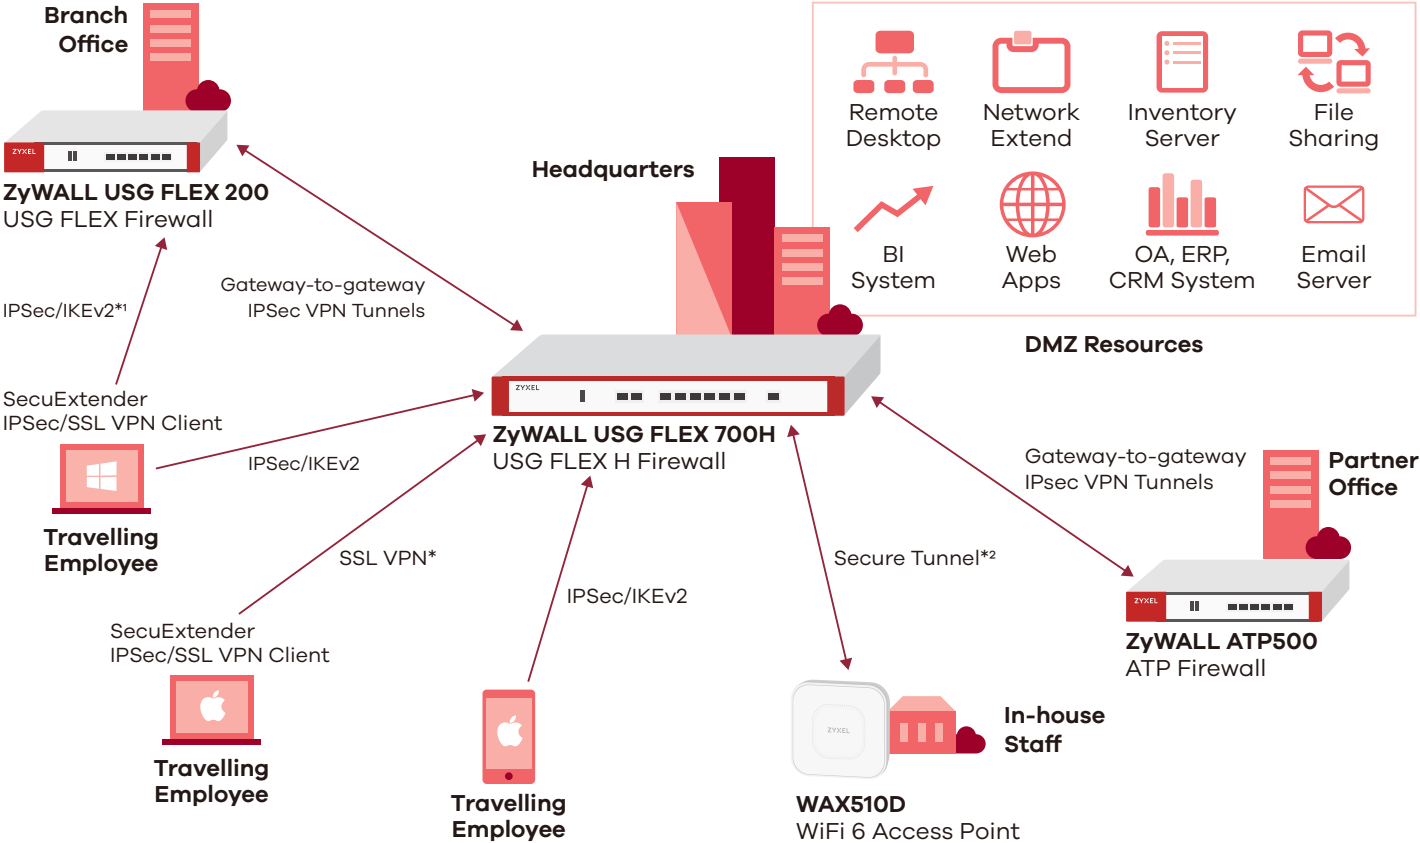 Branch
Office
ZYXEL
ZyWALL USG FLEX 200
USG FLEX Firewall
Headquarters
Remote
Desktop
Network
Extend
Inventory
Server
File
Sharing
BI
System
Web
Apps
OA, ERP,
CRM System
Email
Server
DMZ Resources
Gateway-to-gateway
IPSec VPN Tunnels
IPSec/IKEv2*¹
SecuExtender
IPSec/SSL VPN Client
Travelling
Employee
IPSec/IKEv2
ZYXEL
ZyWALL USG FLEX 700H
USG FLEX H Firewall
SSL VPN*
SecuExtender
IPSec/SSL VPN Client
Travelling
Employee
IPSec/IKEv2
Travelling
Employee
Secure Tunnel*²
ZYXEL
In-house
Staff
WAX510D
WiFi 6 Access Point
Gateway-to-gateway
IPsec VPN Tunnels
Partner
Office
ZYXEL
ZyWALL ATP500
ATP Firewall